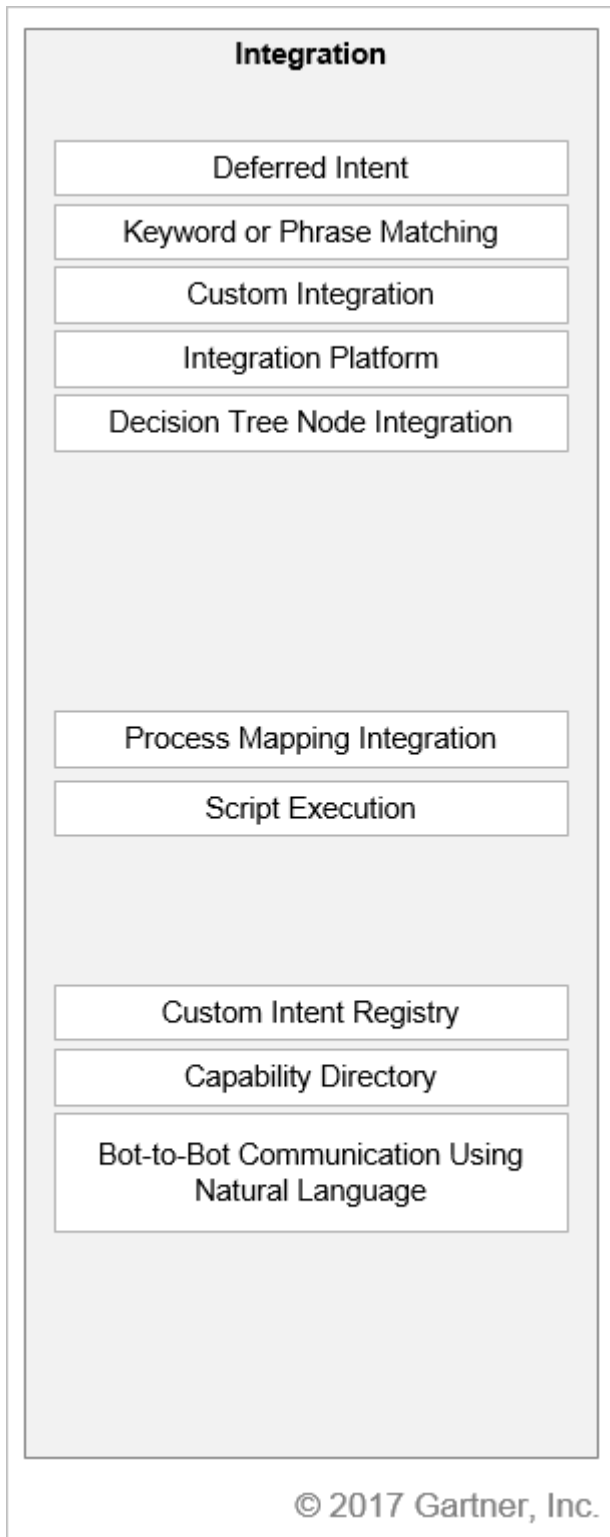 Integration
Deferred Intent
Keyword or Phrase Matching
Custom Integration
Integration Platform
Decision Tree Node Integration
Process Mapping Integration
Script Execution
Custom Intent Registry
Capability Directory
Bot-to-Bot Communication Using
Natural Language
© 2017 Gartner, Inc.